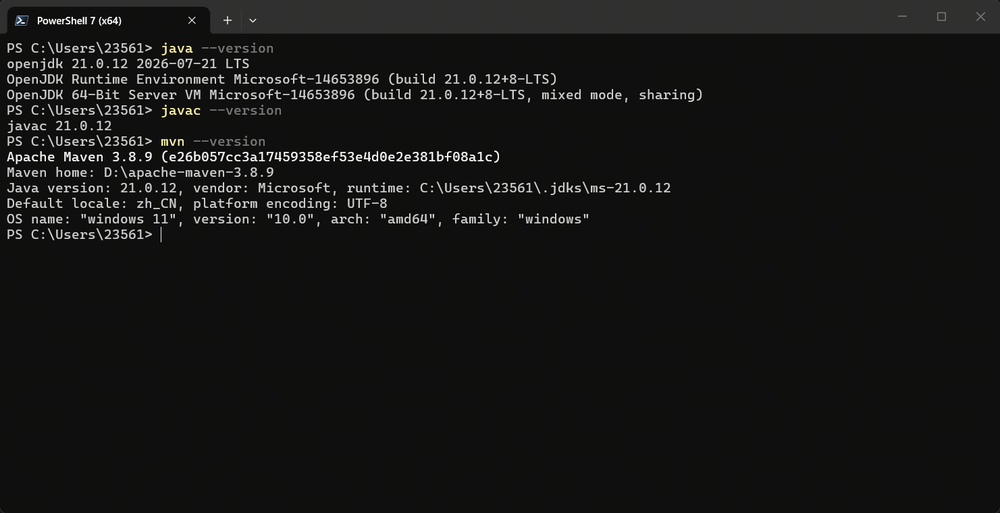 PowerShell 7 (x64)
PS C:\Users\23561> java --version
openjdk 21.0.12 2026-07-21 LTS
OpenJDK Runtime Environment Microsoft-14653896 (build 21.0.12+8-LTS)
OpenJDK 64-Bit Server VM Microsoft-14653896 (build 21.0.12+8-LTS, mixed mode, sharing)
PS C:\Users\23561> javac --version
javac 21.0.12
PS C:\Users\23561> mvn --version
Apache Maven 3.8.9 (e26b057cc3a17459358ef53e4d0e2e381bf08a1c)
Maven home: D:\apache-maven-3.8.9
Java version: 21.0.12, vendor: Microsoft, runtime: C:\Users\23561\.jdks\ms-21.0.12
Default locale: zh_CN, platform encoding: UTF-8
OS name: "windows 11", version: "10.0", arch: "amd64", family: "windows"
PS C:\Users\23561>